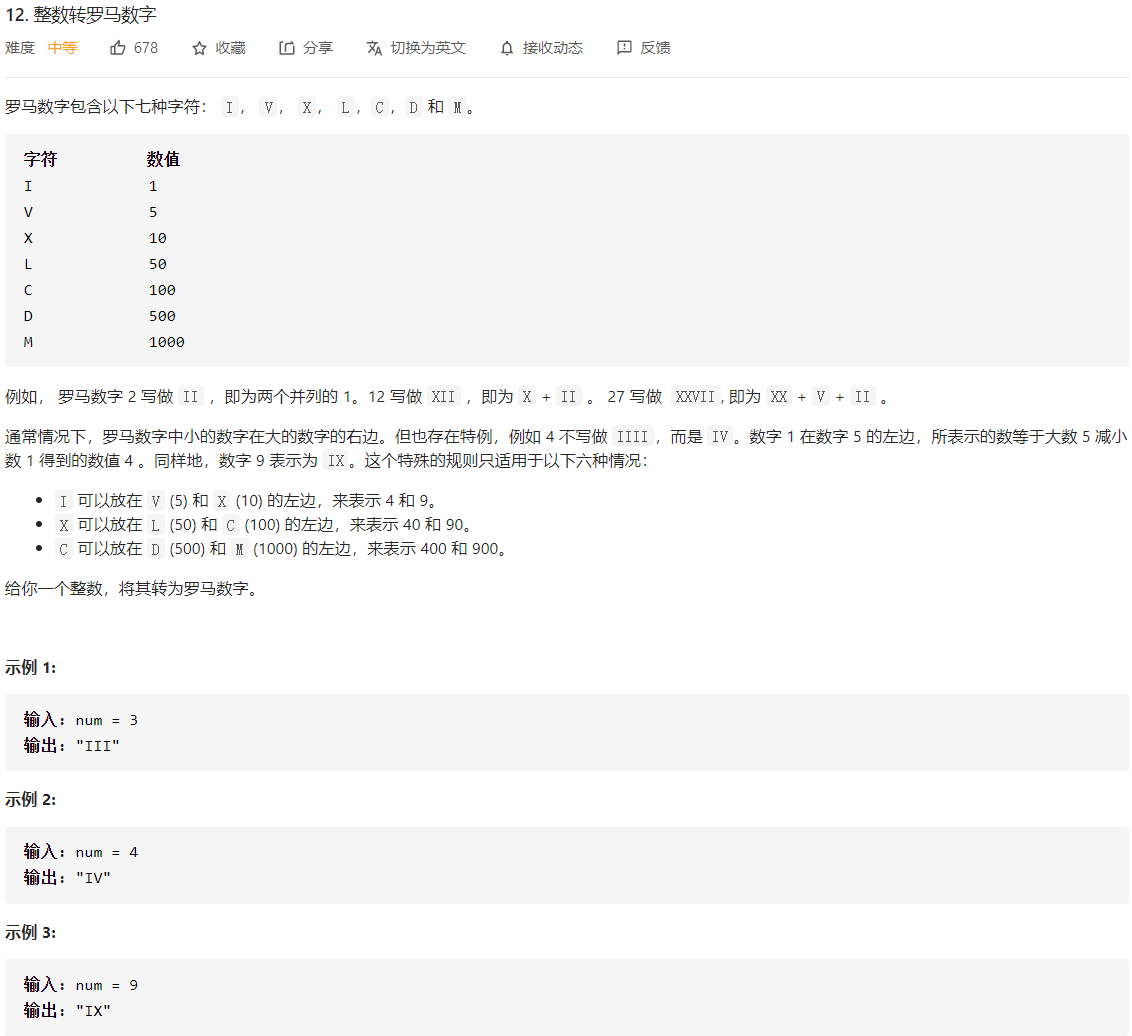 12. 整数转罗马数字
难度 中等 678 收藏 分享 切换为英文 接收动态 反馈
罗马数字包含以下七种字符: I, V, X, L, C, D 和 M。
字符 数值
I 1
V 5
X 10
L 50
C 100
D 500
M 1000
例如, 罗马数字 2 写做 II ,即为两个并列的 1。12 写做 XII ,即为 X + II 。 27 写做 XXVII, 即为 XX + V + II 。
通常情况下,罗马数字中小的数字在大的数字的右边。但也存在特例,例如 4 不写做 IIII,而是 IV。数字 1 在数字 5 的左边,所表示的数等于大数 5 减小
数 1 得到的数值 4 。同样地,数字 9 表示为 IX。这个特殊的规则只适用于以下六种情况:
• I 可以放在 V (5) 和 X (10) 的左边,来表示 4 和 9。
• X 可以放在 L (50) 和 C (100) 的左边,来表示 40 和 90。
• C 可以放在 D (500) 和 M (1000) 的左边,来表示 400 和 900。
给你一个整数,将其转为罗马数字。
示例 1:
输入:num = 3
输出:"III"
示例 2:
输入:num = 4
输出:"IV"
示例 3:
输入:num = 9
输出:"IX"